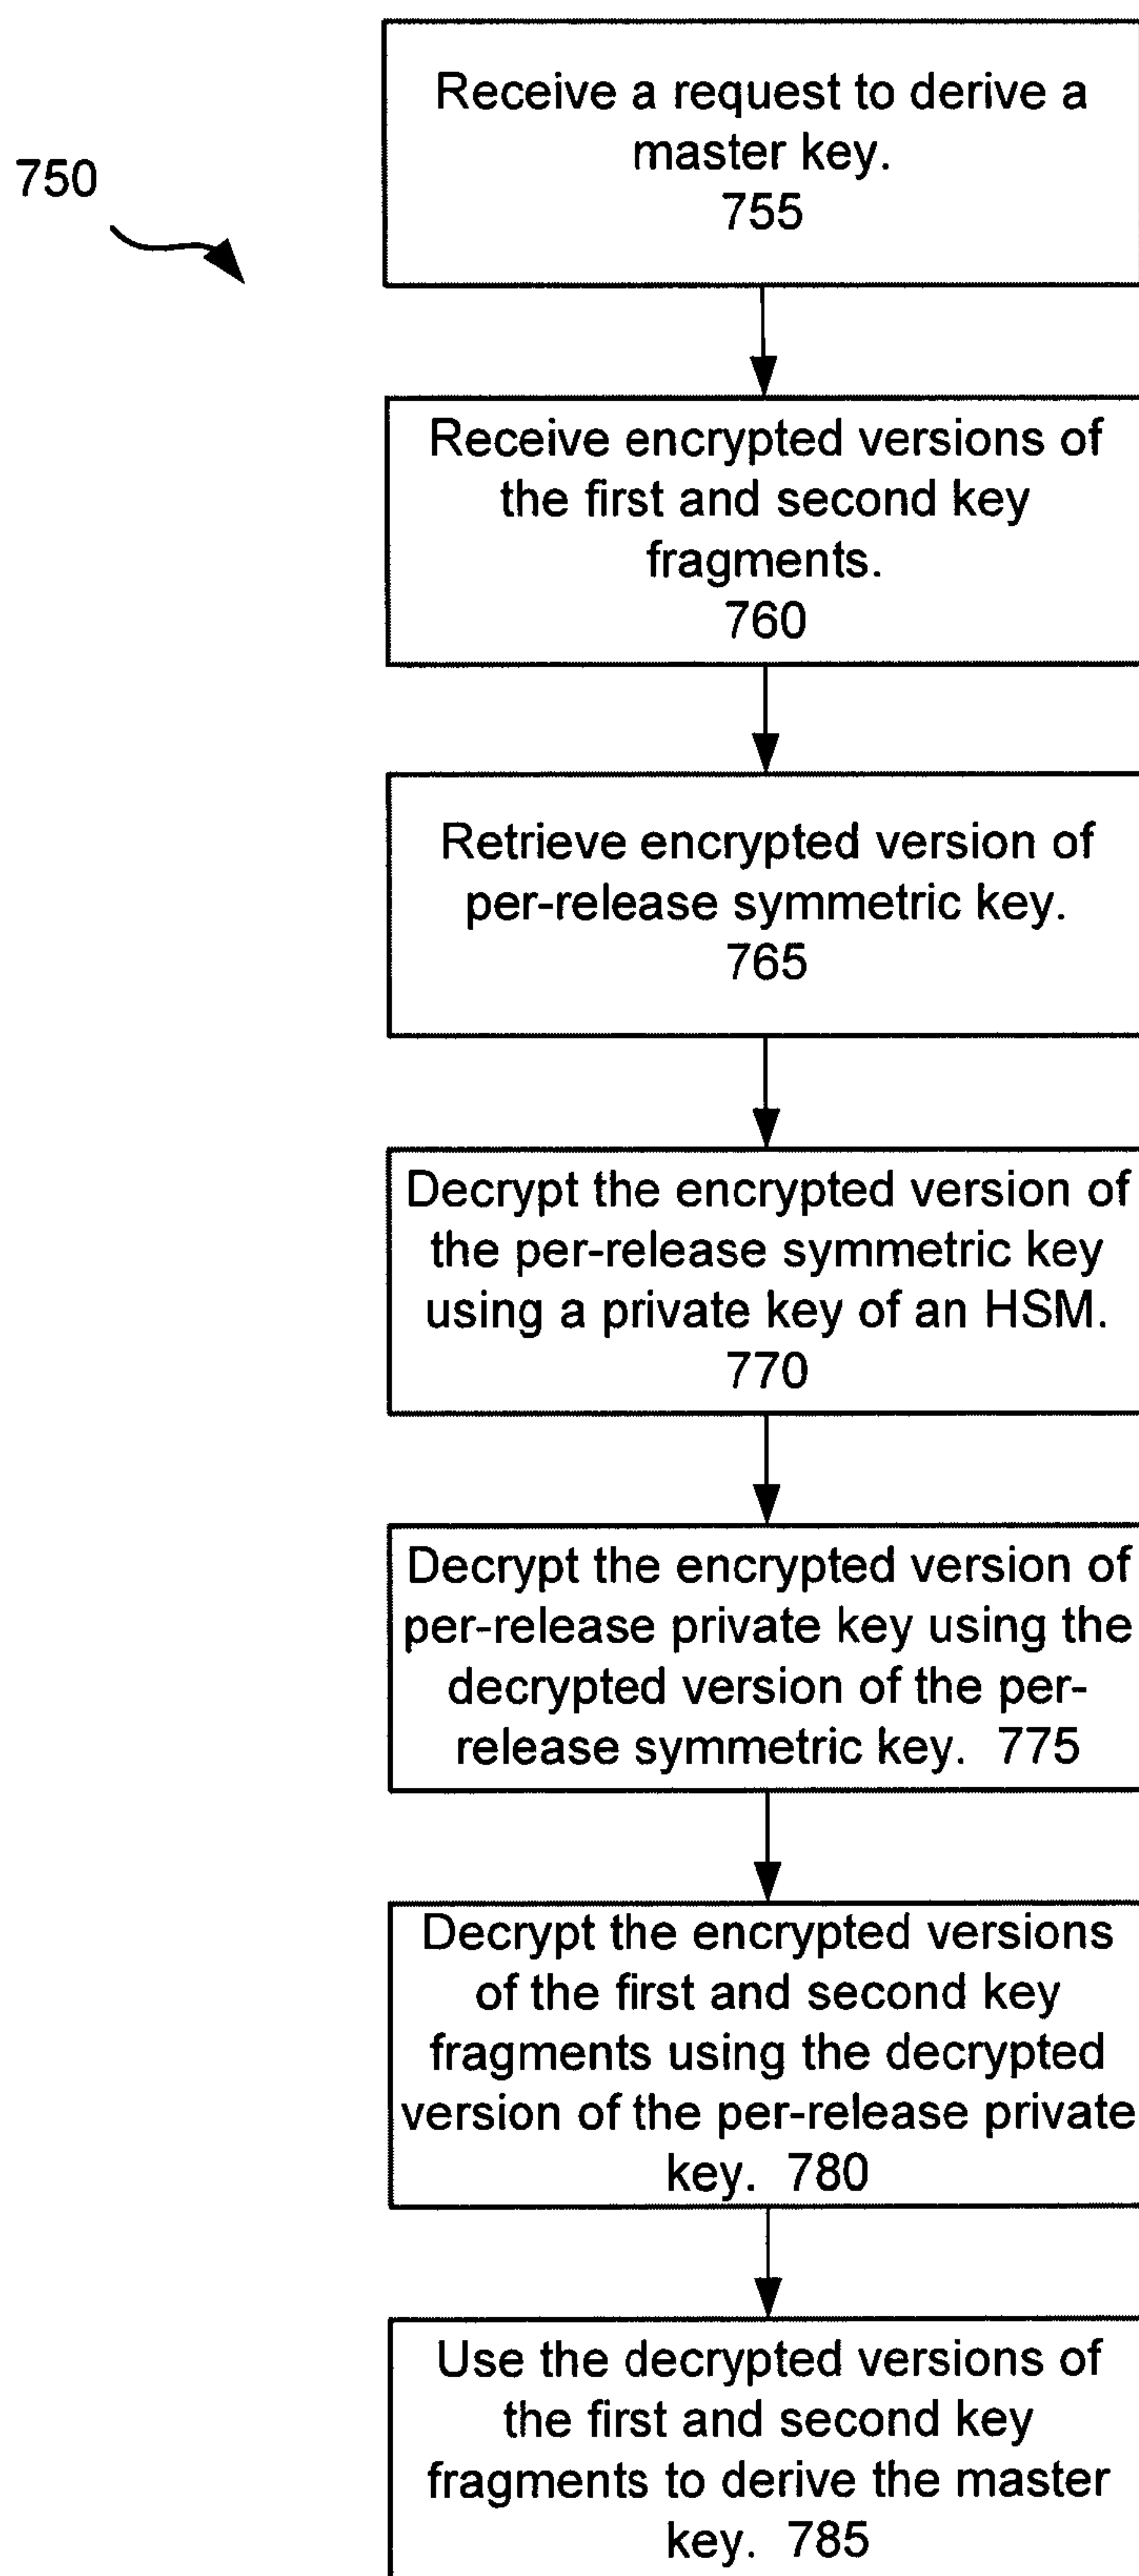 Receive a request to derive a
master key.
755
750
Receive encrypted versions of
the first and second key
fragments.
760
Retrieve encrypted version of
per-release symmetric key.
765
Decrypt the encrypted version of
the per-release symmetric key
using a private key of an HSM.
770
Decrypt the encrypted version of
per-release private key using the
decrypted version of the per-
release symmetric key. 775
Decrypt the encrypted versions
of the first and second key
fragments using the decrypted
version of the per-release private
key. 780
Use the decrypted versions of
the first and second key
fragments to derive the master
key. 785